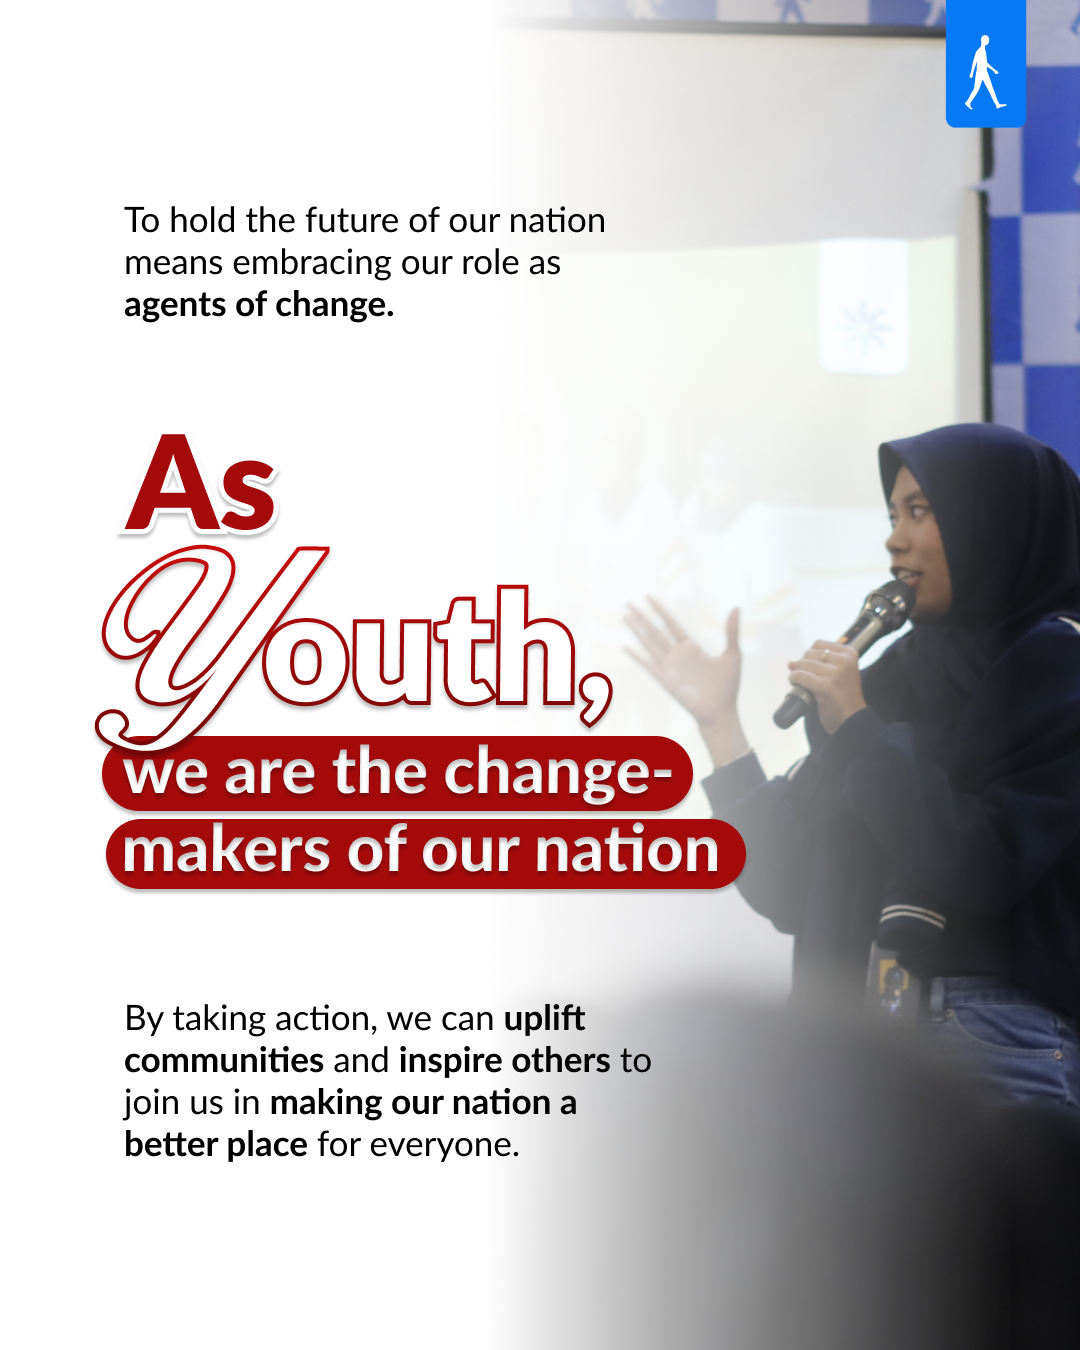 To hold the future of our nation
means embracing our role as
agents of change.
As
Youth,
we are the change-
makers of our nation
By taking action, we can uplift
communities and inspire others to
join us in making our nation a
better place for everyone.